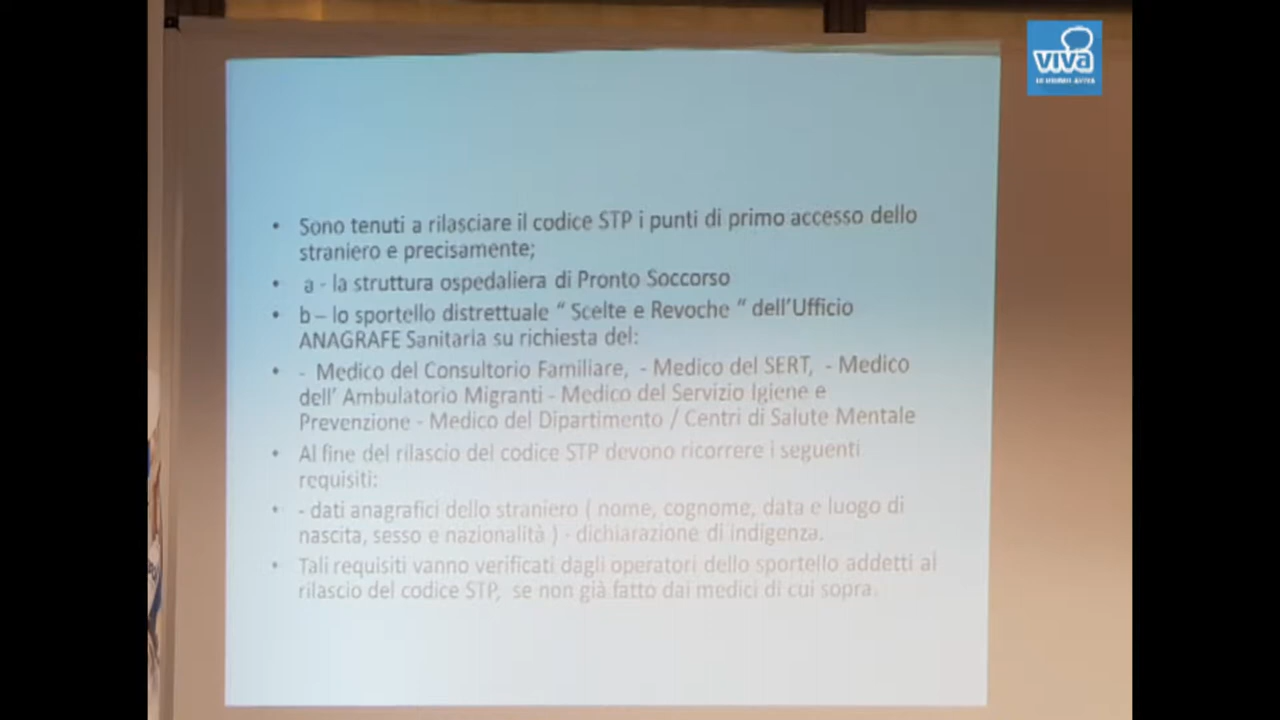 viva
• Sono tenuti a rilasciare il codice STP i punti di primo accesso dello
straniero e precisamente;
• a - la struttura ospedaliera di Pronto Soccorso
• b – lo sportello distrettuale “ Scelte e Revoche “ dell’Ufficio
ANAGRAFE Sanitaria su richiesta del:
• - Medico del Consultorio Familiare, - Medico del SERT, - Medico
dell’ Ambulatorio Migranti - Medico del Servizio Igiene e
Prevenzione - Medico del Dipartimento / Centri di Salute Mentale
• Al fine del rilascio del codice STP devono ricorrere i seguenti
requisiti:
• - dati anagrafici dello straniero ( nome, cognome, data e luogo di
nascita, sesso e nazionalità ) - dichiarazione di indigenza.
• Tali requisiti vanno verificati dagli operatori dello sportello addetti al
rilascio del codice STP, se non già fatto dai medici di cui sopra.